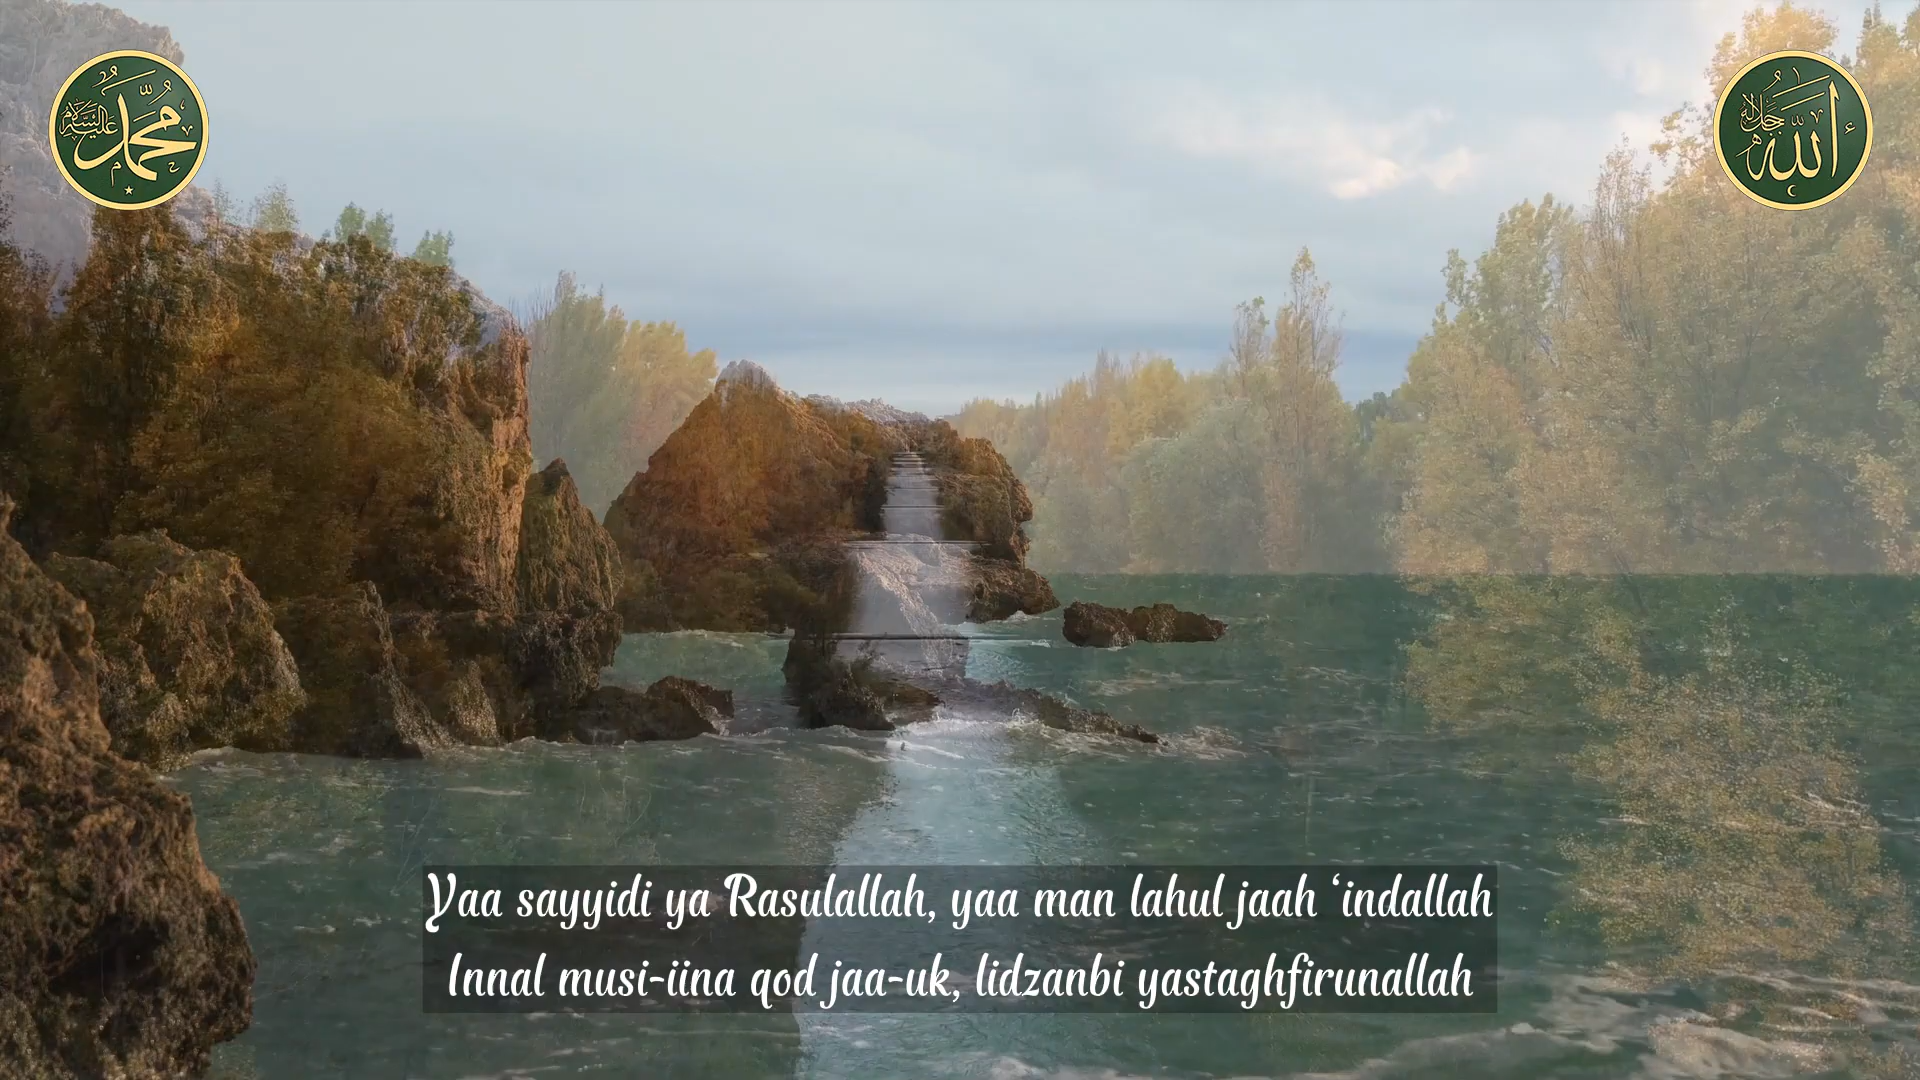 محمد عليه السلام
الله جل جلاله
Yaa sayyidi ya Rasulallah, yaa man lahul jaah ‘indallah
Innal musi-iina qod jaa-uk, lidzanbi yastaghfirunallah